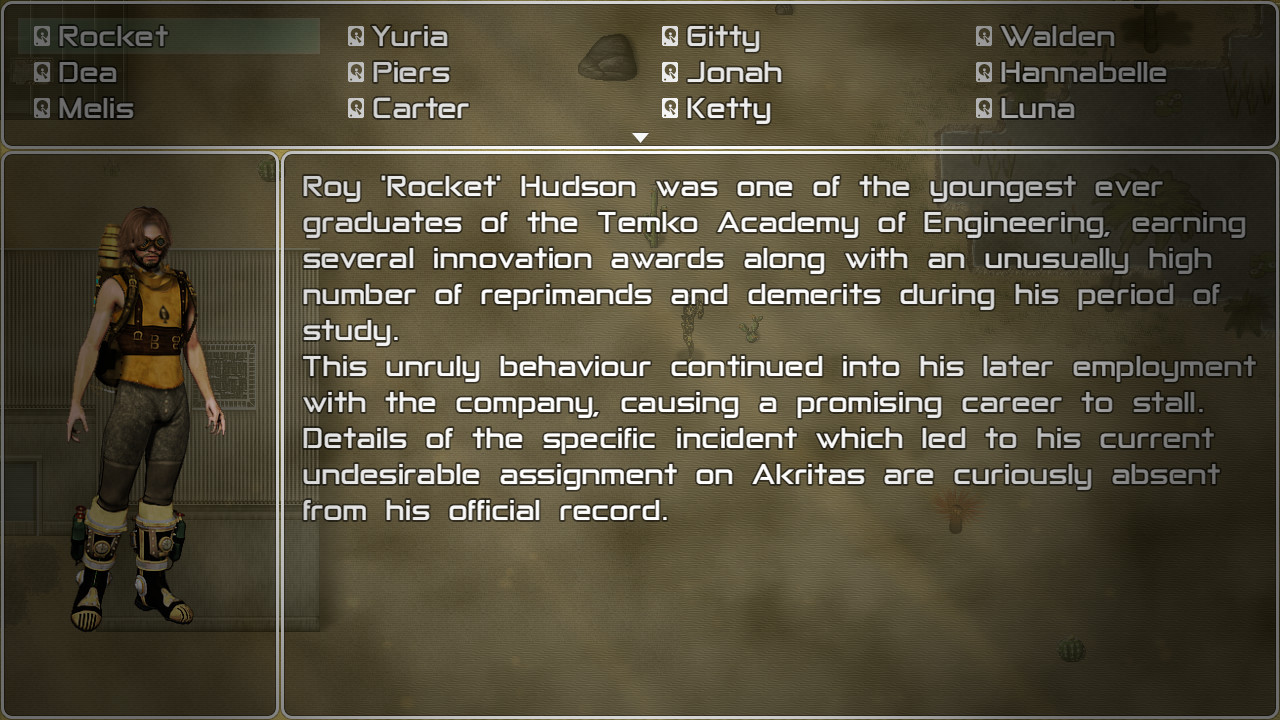 Rocket Yuria Gitty Walden
Dea Piers Jonah Hannabelle
Melis Carter Ketty Luna
Roy 'Rocket' Hudson was one of the youngest ever
graduates of the Temko Academy of Engineering, earning
several innovation awards along with an unusually high
number of reprimands and demerits during his period of
study.
This unruly behaviour continued into his later employment
with the company, causing a promising career to stall.
Details of the specific incident which led to his current
undesirable assignment on Akritas are curiously absent
from his official record.